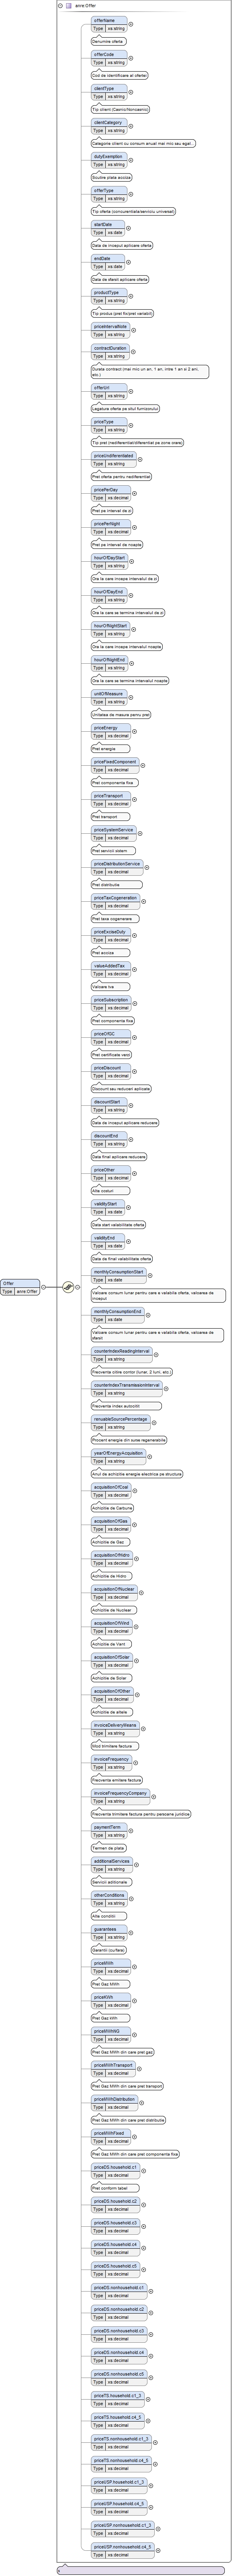 anre:Offer
offerName
Type xs:string
Denumire oferta
offerCode
Type xs:string
Cod de identificare al ofertei
clientType
Type xs:string
Tip client (Casnic/Noncasnic)
clientCategory
Type xs:string
Categorie client cu consum anual mai mic sau egal...
dutyExemption
Type xs:string
Scutire plata acciza
offerType
Type xs:string
Tip oferta (concurentiala/serviciu universal)
startDate
Type xs:date
Data de inceput aplicare oferta
endDate
Type xs:date
Data de sfarsit aplicare oferta
productType
Type xs:string
Tip produs (pret fix/pret variabil)
priceIntervalNote
Type xs:string
contractDuration
Type xs:string
Durata contract (mai mic un an, 1 an, intre 1 an si 2 ani,
etc.)
offerUrl
Type xs:string
Legatura oferta pe situl furnizorului
priceType
Type xs:string
Tip pret (nediferentiat/diferentiat pe zone orare)
priceUndiferentiated
Type xs:string
Pret oferta pentru nediferentiat
pricePerDay
Type xs:decimal
Pret pe interval de zi
pricePerNight
Type xs:decimal
Pret pe interval de noapte
hourOfDayStart
Type xs:string
Ora la care incepe intervalul de zi
hourOfDayEnd
Type xs:string
Ora la care se termina intervalul de zi
hourOfNightStart
Type xs:string
Ora la care incepe intervalul noapte
hourOfNightEnd
Type xs:string
Ora la care se termina intervalul noapte
unitOfMeasure
Type xs:string
Unitatea de masura pentru pret
priceEnergy
Type xs:decimal
Pret energie
priceFixedComponent
Type xs:decimal
Pret componenta fixa
priceTransport
Type xs:decimal
Pret transport
priceSystemService
Type xs:decimal
Pret servicii sistem
priceDistributionService
Type xs:decimal
Pret distributie
priceTaxCogeneration
Type xs:decimal
Pret taxa cogenerare
priceExciseDuty
Type xs:decimal
Pret acciza
valueAddedTax
Type xs:decimal
Valoare tva
priceSubscription
Type xs:decimal
Pret componenta fixa
priceOfGC
Type xs:decimal
Pret certificate verzi
priceDiscount
Type xs:decimal
Discount sau reduceri aplicate
discountStart
Type xs:string
Data de inceput aplicare reducere
discountEnd
Type xs:string
Data final aplicare reducere
priceOther
Type xs:decimal
Alte costuri
validityStart
Type xs:date
Data start valabilitate oferta
validityEnd
Type xs:date
Data de final valabilitate oferta
monthlyConsumptionStart
Type xs:date
Valoare consum lunar pentru care e valabila oferta, valoarea de
inceput
monthlyConsumptionEnd
Type xs:date
Valoare consum lunar pentru care e valabila oferta, valoarea de
sfarsit
Offer
Type anre:Offer
counterIndexReadingInterval
Type xs:string
Frecventa citire contor (lunar, 2 luni, etc.)
counterIndexTransmissionInterval
Type xs:string
Frecventa index autocitit
renuableSourcePercentage
Type xs:string
Procent energie din surse regenerabile
yearOfEnergyAcquisition
Type xs:string
Anul de achizitie energie electrica pe structura
acquisitionOfCoal
Type xs:decimal
Achizitie de Carbune
acquisitionOfGas
Type xs:decimal
Achizitie de Gaz
acquisitionOfHidro
Type xs:decimal
Achizitie de Hidro
acquisitionOfNuclear
Type xs:decimal
Achizitie de Nuclear
acquisitionOfWind
Type xs:decimal
Achizitie de Vant
acquisitionOfSolar
Type xs:decimal
Achizitie de Solar
acquisitionOfOther
Type xs:decimal
Achizitie de altele
invoiceDeliveryMeans
Type xs:string
Mod trimitere factura
invoiceFrequency
Type xs:string
Frecventa emitere factura
invoiceFrequencyCompany
Type xs:string
Frecventa trimitere factura pentru persoane juridice
paymentTerm
Type xs:string
Termen de plata
additionalServices
Type xs:string
Servicii aditionale
otherConditions
Type xs:string
Alte conditii
guarantees
Type xs:string
Garantii (cu/fara)
priceMWh
Type xs:decimal
Pret Gaz MWh
priceKWh
Type xs:decimal
Pret Gaz kWh
priceMWhNG
Type xs:decimal
Pret Gaz MWh din care pret gaz
priceMWhTransport
Type xs:decimal
Pret Gaz MWh din care pret transport
priceMWhDistribution
Type xs:decimal
Pret Gaz MWh din care pret distributie
priceMWhFixed
Type xs:decimal
Pret Gaz MWh din care pret componenta fixa
priceDS.household.c1
Type xs:decimal
Pret conform label
priceDS.household.c2
Type xs:decimal
priceDS.household.c3
Type xs:decimal
priceDS.household.c4
Type xs:decimal
priceDS.household.c5
Type xs:decimal
priceDS.nonhousehold.c1
Type xs:decimal
priceDS.nonhousehold.c2
Type xs:decimal
priceDS.nonhousehold.c3
Type xs:decimal
priceDS.nonhousehold.c4
Type xs:decimal
priceDS.nonhousehold.c5
Type xs:decimal
priceTS.household.c1_3
Type xs:decimal
priceTS.household.c4_5
Type xs:decimal
priceTS.nonhousehold.c1_3
Type xs:decimal
priceTS.nonhousehold.c4_5
Type xs:decimal
priceUSP.household.c1_3
Type xs:decimal
priceUSP.household.c4_5
Type xs:decimal
priceUSP.nonhousehold.c1_3
Type xs:decimal
priceUSP.nonhousehold.c4_5
Type xs:decimal